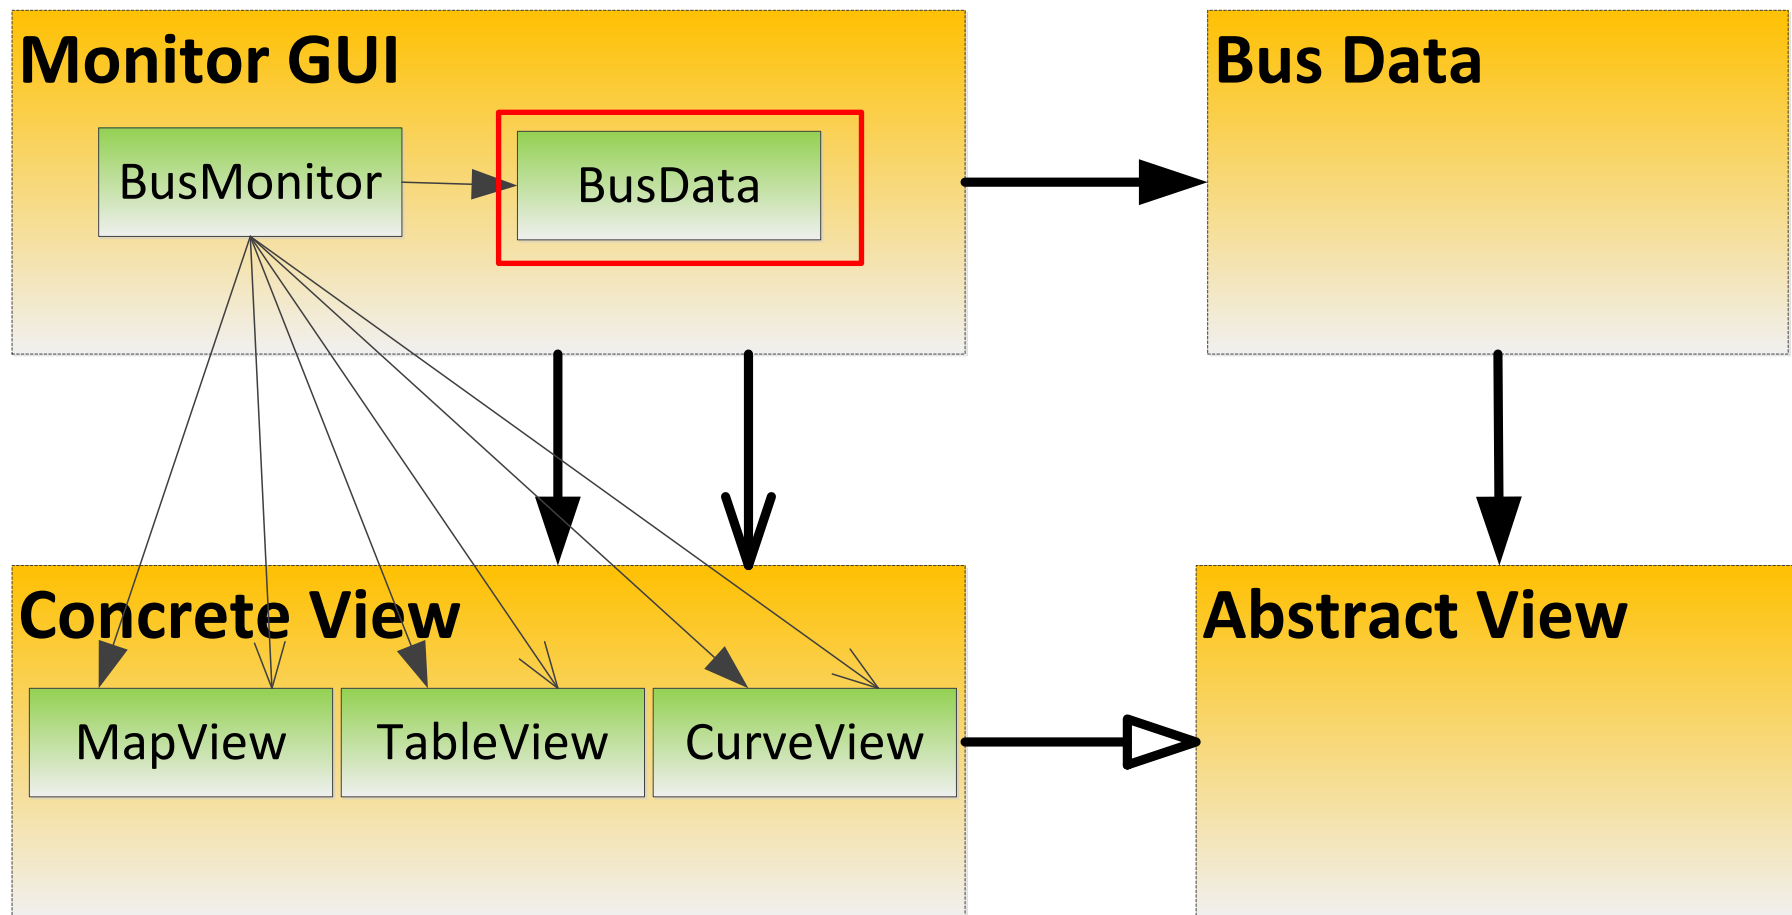 Monitor GUI
Bus Data
BusMonitor
BusData
Concrete View
Abstract View
MapView
TableView
CurveView